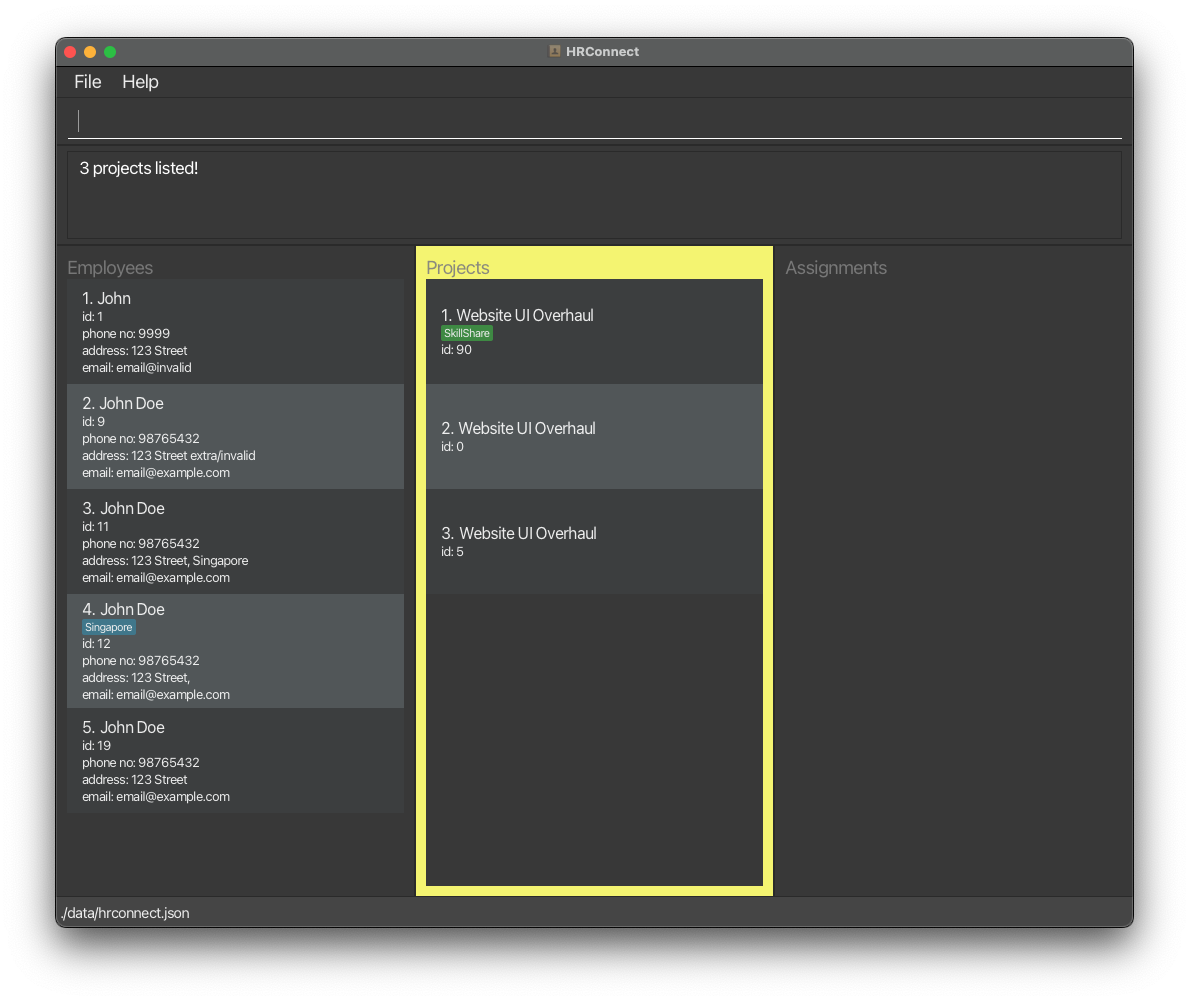 HRConnect
File Help
3 projects listed!
Employees
1. John
id: 1
phone no: 9999
address: 123 Street
email: email@invalid
2. John Doe
id: 9
phone no: 98765432
address: 123 Street extra/invalid
email: email@example.com
3. John Doe
id: 11
phone no: 98765432
address: 123 Street, Singapore
email: email@example.com
4. John Doe
Singapore
id: 12
phone no: 98765432
address: 123 Street,
email: email@example.com
5. John Doe
id: 19
phone no: 98765432
address: 123 Street
email: email@example.com
Projects
1. Website UI Overhaul
SkillShare
id: 90
2. Website UI Overhaul
id: 0
3. Website UI Overhaul
id: 5
Assignments
./data/hrconnect.json